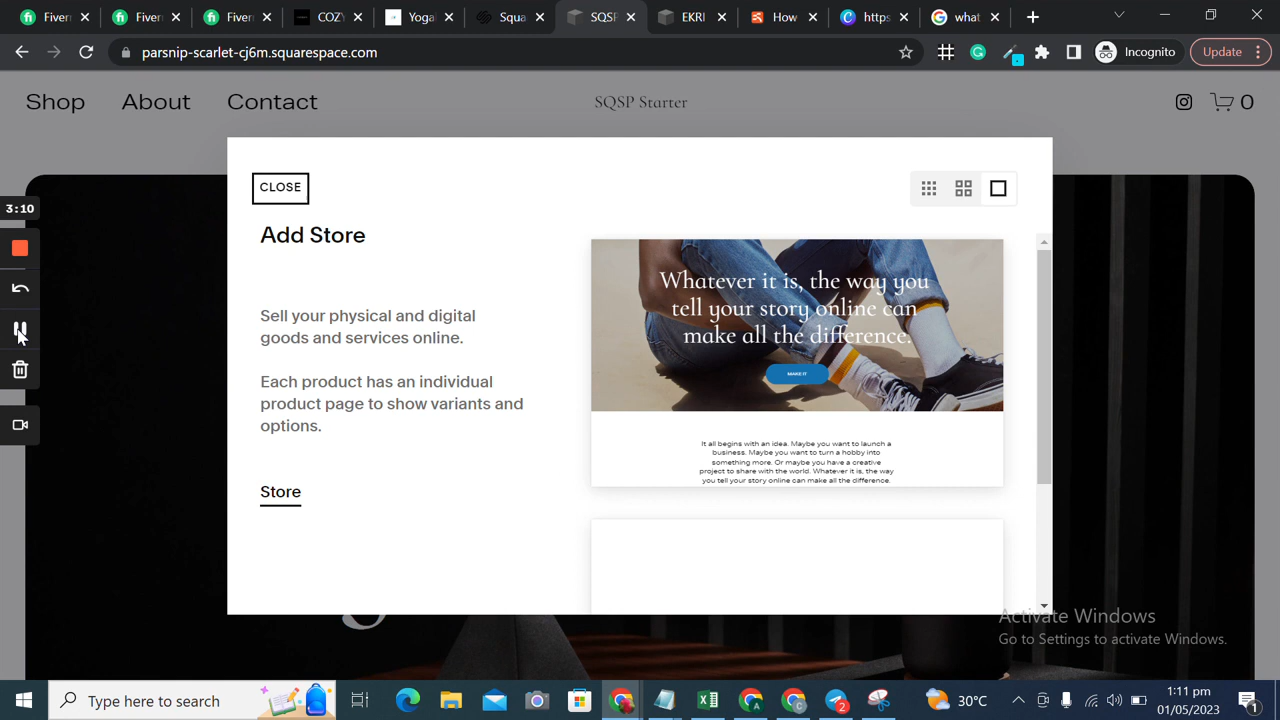 Fiverr
Fiverr
Fiverr
COZY
Yoga
Squa
SQSP
EKRI
How
https
what
parsnip-scarlet-cj6m.squarespace.com
Incognito
Update
Shop
About
Contact
SQSP Starter
0
CLOSE
3:10
Add Store
Sell your physical and digital
goods and services online.
Each product has an individual
product page to show variants and
options.
Store
Whatever it is, the way you
tell your story online can
make all the difference.
MAKE IT
It all begins with an idea. Maybe you want to launch a
business. Maybe you want to turn a hobby into
something more. Or maybe you have a creative
project to share with the world. Whatever it is, the way
you tell your story online can make all the difference.
Activate Windows
Go to Settings to activate Windows.
Type here to search
2
30°C
1:11 pm
01/05/2023
1